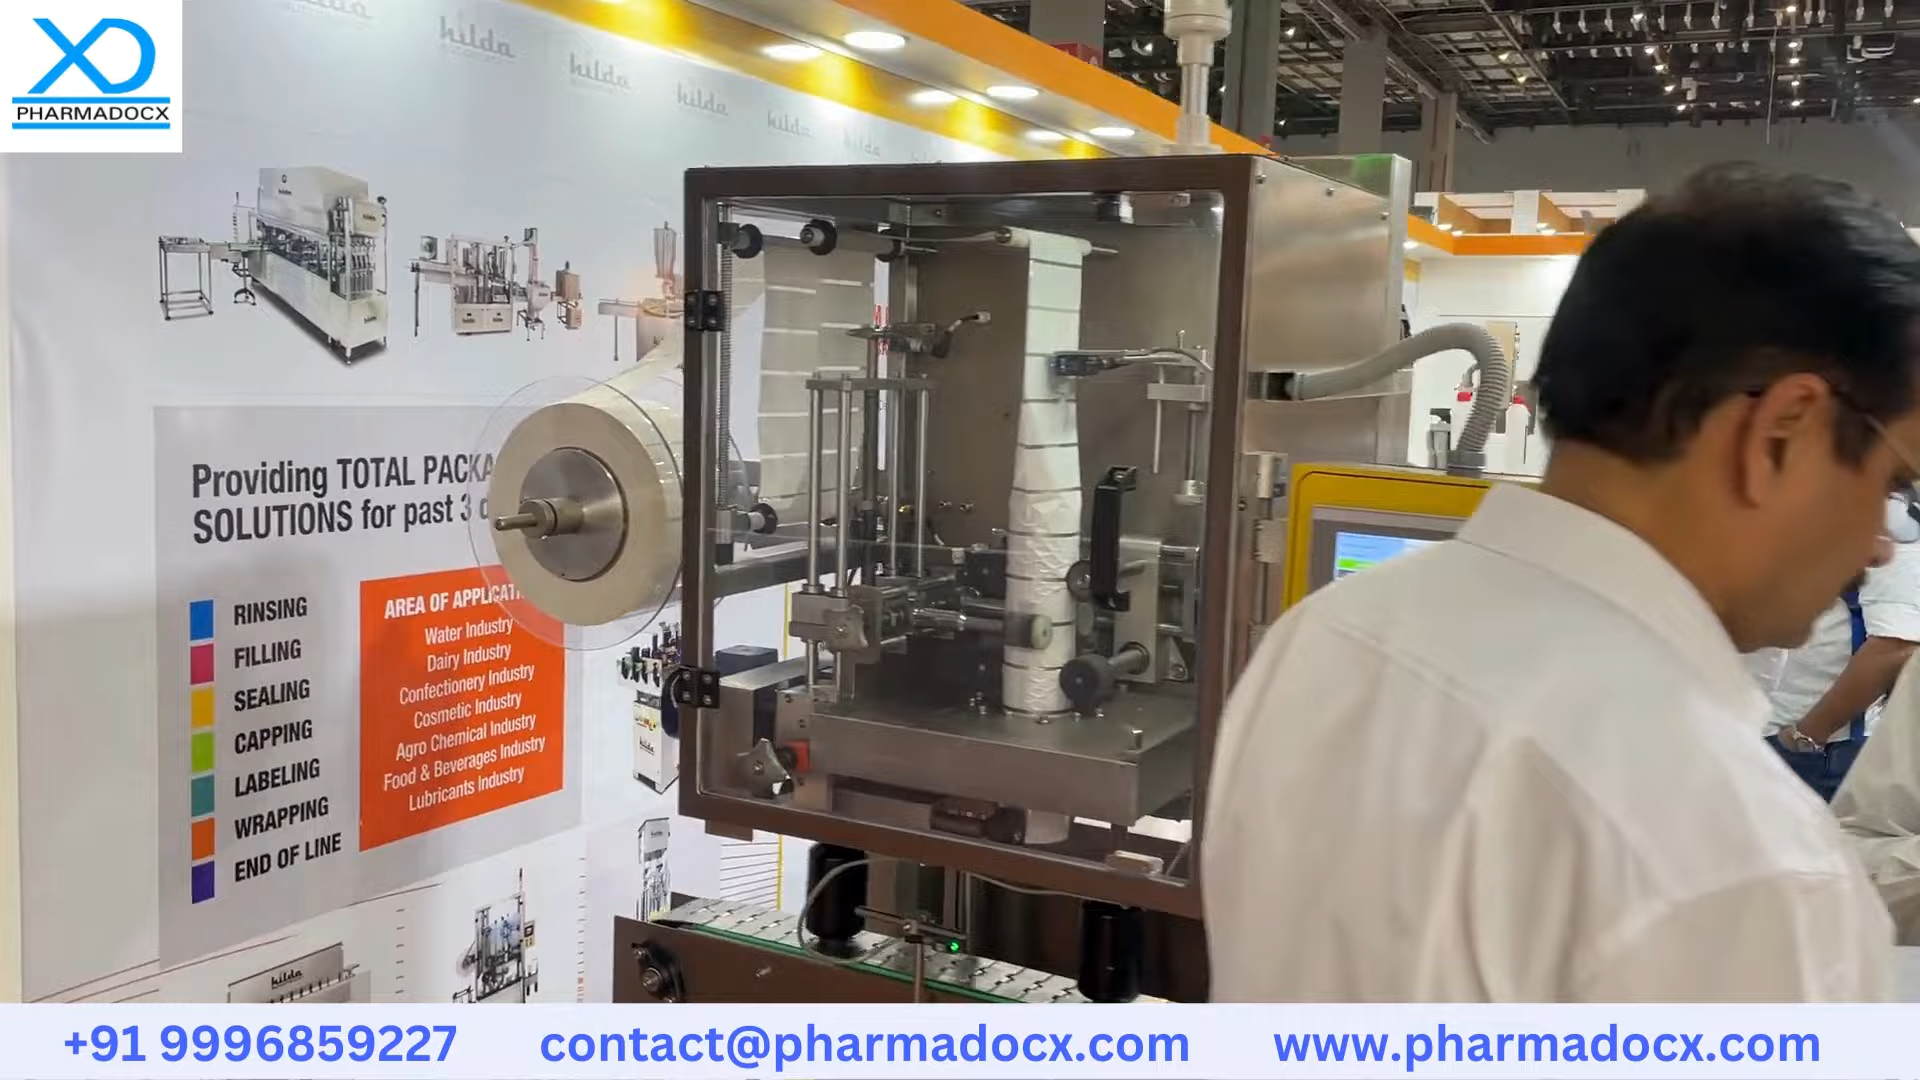 PHARMADOCX
hilda
hilda
hilda
hilda
hilda
Providing TOTAL
SOLUTIONS for past 3
RINSING
FILLING
SEALING
CAPPING
LABELING
WRAPPING
END OF LINE
AREA OF
Water Industry
Dairy Industry
Confectionery Industry
Cosmetic Industry
Agro Chemical Industry
Food & Beverages Industry
Lubricants Industry
hilda
+91 9996859227
contact@pharmadocx.com
www.pharmadocx.com